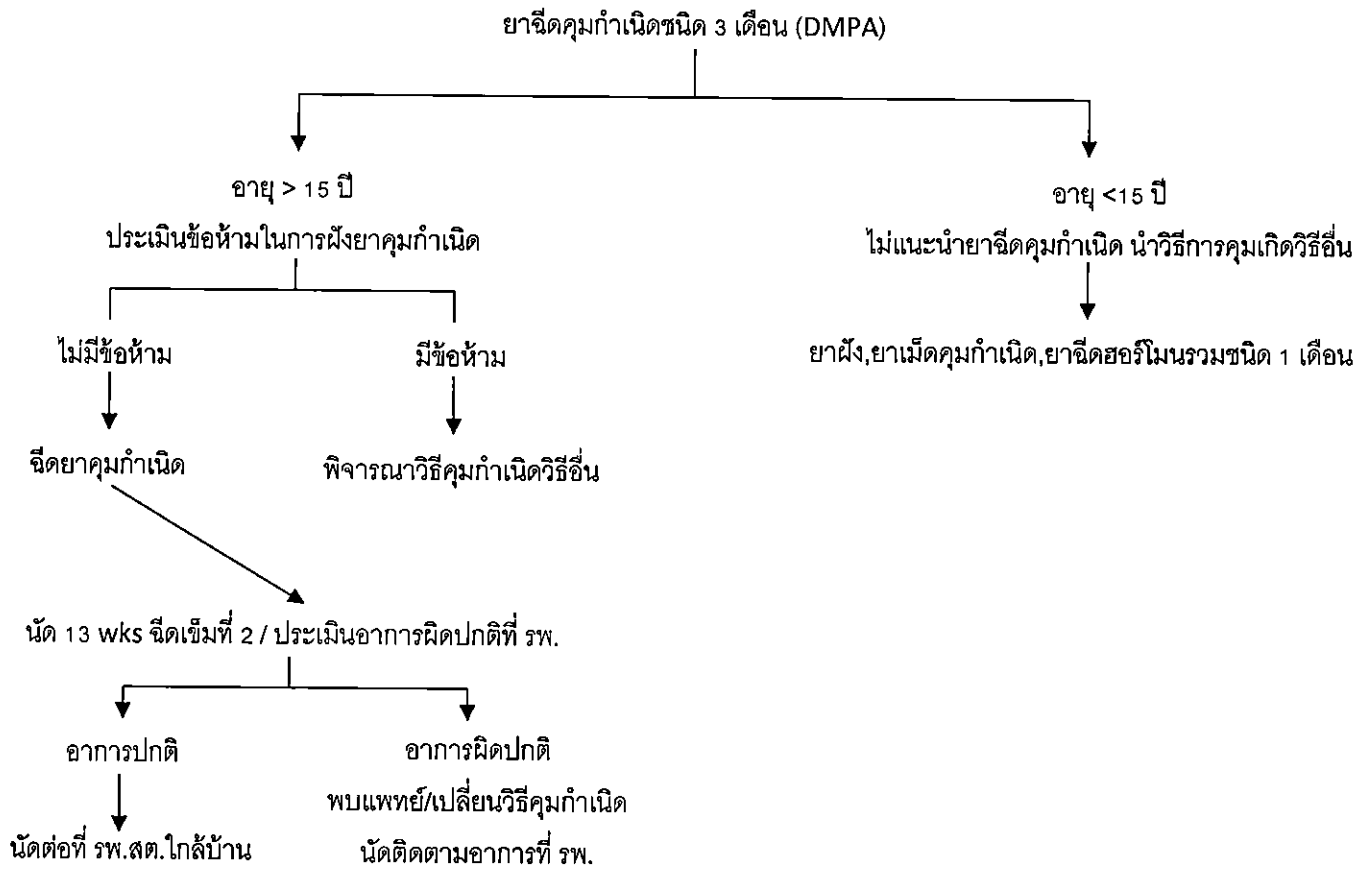 ยาฉีดคุมกำเนิดชนิด 3 เดือน (DMPA)
อายุ > 15 ปี
ประเมินข้อห้ามในการฝังยาคุมกำเนิด
อายุ <15 ปี
ไม่แนะนำยาฉีดคุมกำเนิด นำวิธีการคุมเกิดวิธีอื่น
ไม่มีข้อห้าม
มีข้อห้าม
ยาฝัง,ยาเม็ดคุมกำเนิด,ยาฉีดฮอร์โมนรวมชนิด 1 เดือน
ฉีดยาคุมกำเนิด
พิจารณาวิธีคุมกำเนิดวิธีอื่น
นัด 13 wks ฉีดเข็มที่ 2 / ประเมินอาการผิดปกติที่ รพ.
อาการปกติ
อาการผิดปกติ
พบแพทย์/เปลี่ยนวิธีคุมกำเนิด
นัดต่อที่ รพ.สต.ใกล้บ้าน
นัดติดตามอาการที่ รพ.